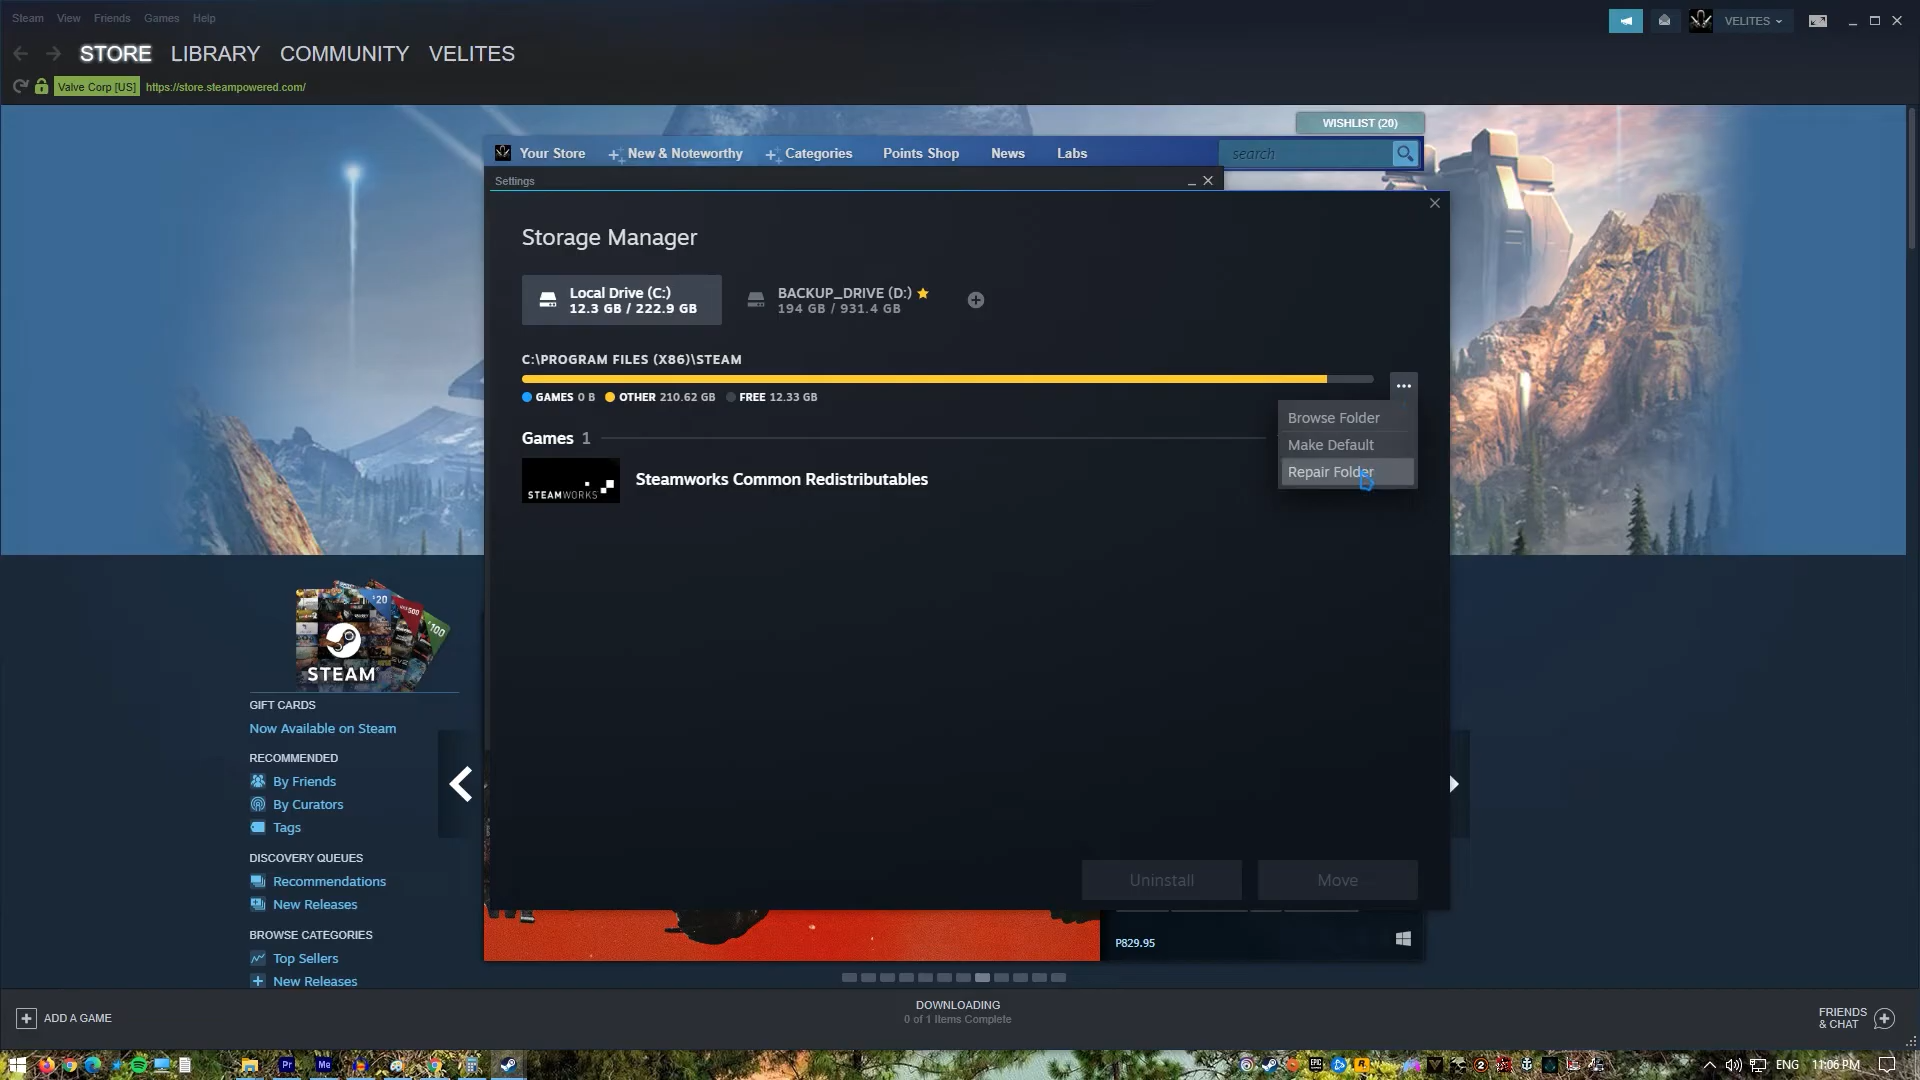 Steam View Friends Games Help
VELITES
STORE LIBRARY COMMUNITY VELITES
Valve Corp [US] https://store.steampowered.com/
WISHLIST (20)
Your Store New & Noteworthy Categories Points Shop News Labs
search
Settings
Storage Manager
Local Drive (C:)
12.3 GB / 222.9 GB
BACKUP_DRIVE (D:)
194 GB / 931.4 GB
C:\PROGRAM FILES (X86)\STEAM
GAMES 0 B OTHER 210.62 GB FREE 12.33 GB
Browse Folder
Make Default
Repair Folder
Games 1
STEAMWORKS
Steamworks Common Redistributables
$20
$100
STEAM
GIFT CARDS
Now Available on Steam
RECOMMENDED
By Friends
By Curators
Tags
DISCOVERY QUEUES
Recommendations
New Releases
BROWSE CATEGORIES
Top Sellers
New Releases
Uninstall Move
P829.95
ADD A GAME
DOWNLOADING
0 of 1 Items Complete
FRIENDS
& CHAT
Pr Me
EPIC
ENG 11:06 PM